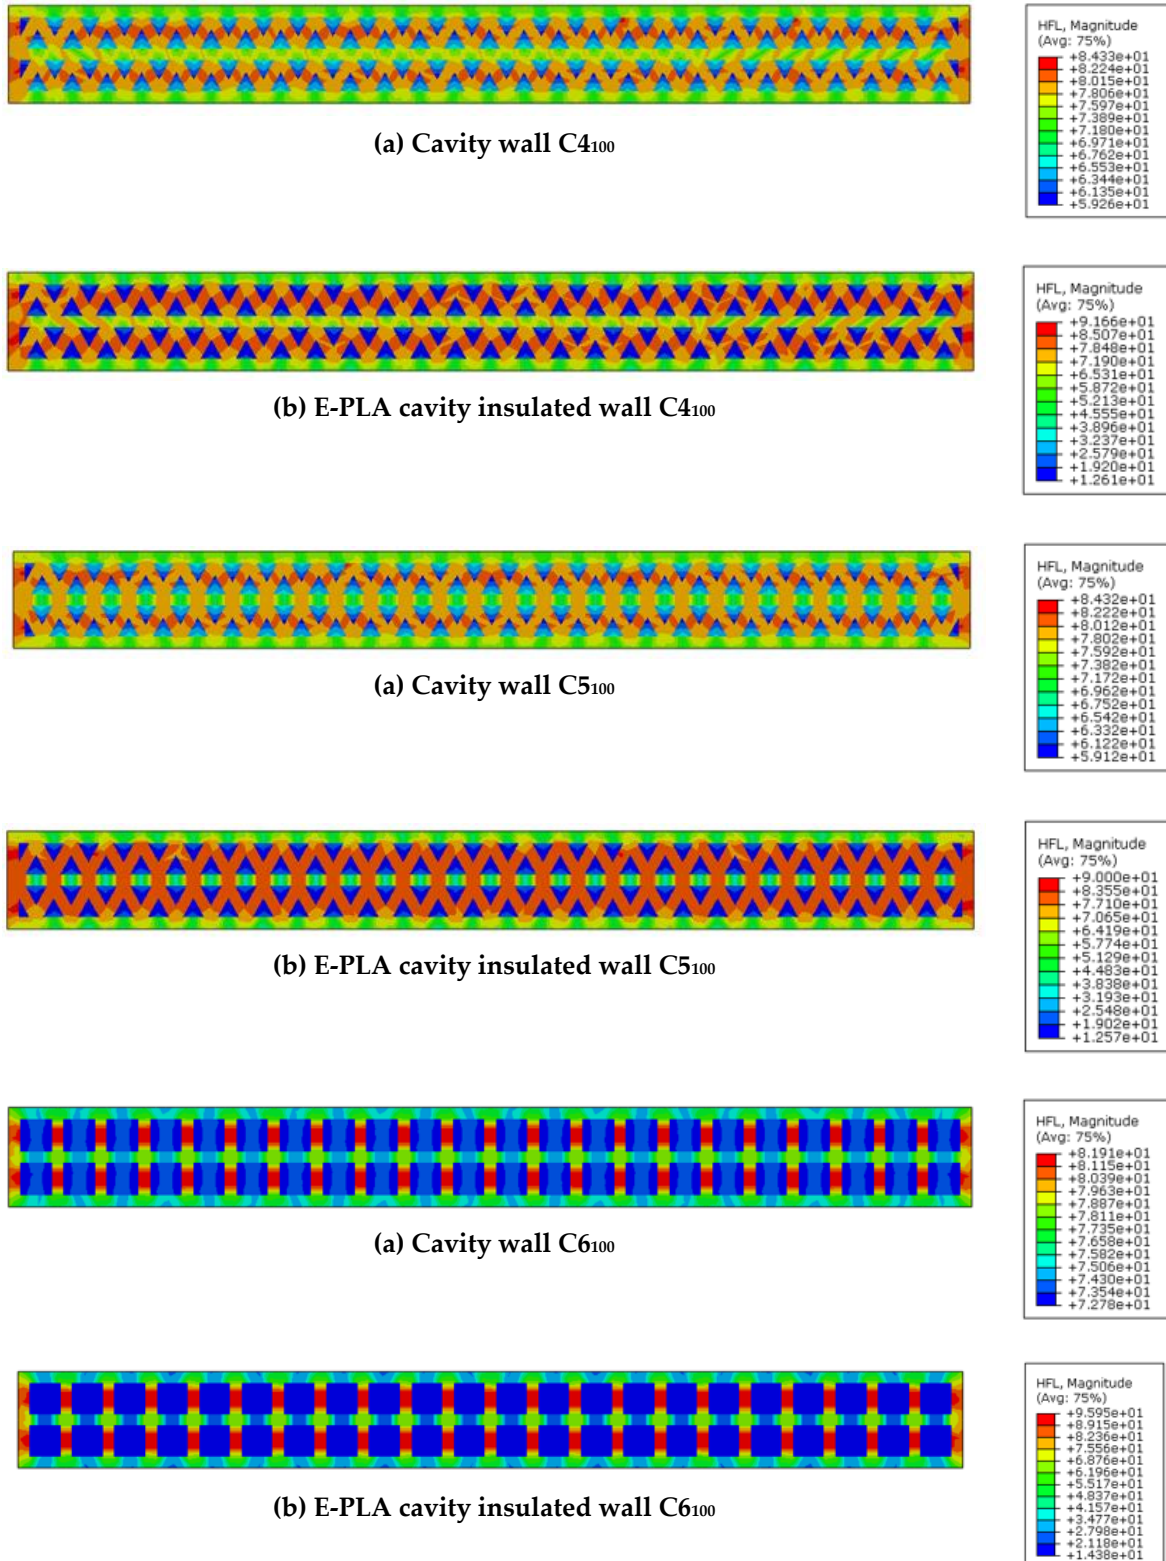 HFL, Magnitude
(Avg: 75%)
+8.433e+01
+8.224e+01
+8.015e+01
+7.806e+01
+7.597e+01
+7.389e+01
+7.180e+01
+6.971e+01
+6.762e+01
+6.553e+01
+6.344e+01
+6.135e+01
+5.926e+01
(a) Cavity wall C4100
HFL, Magnitude
(Avg: 75%)
+9.166e+01
+8.507e+01
+7.848e+01
+7.190e+01
+6.531e+01
+5.872e+01
+5.213e+01
+4.555e+01
+3.896e+01
+3.237e+01
+2.579e+01
+1.920e+01
+1.261e+01
(b) E-PLA cavity insulated wall C4100
HFL, Magnitude
(Avg: 75%)
+8.432e+01
+8.222e+01
+8.012e+01
+7.802e+01
+7.592e+01
+7.382e+01
+7.172e+01
+6.962e+01
+6.752e+01
+6.542e+01
+6.332e+01
+6.122e+01
+5.912e+01
(a) Cavity wall C5100
HFL, Magnitude
(Avg: 75%)
+9.000e+01
+8.355e+01
+7.710e+01
+7.065e+01
+6.419e+01
+5.774e+01
+5.129e+01
+4.483e+01
+3.838e+01
+3.193e+01
+2.548e+01
+1.902e+01
+1.257e+01
(b) E-PLA cavity insulated wall C5100
HFL, Magnitude
(Avg: 75%)
+8.191e+01
+8.115e+01
+8.039e+01
+7.963e+01
+7.887e+01
+7.811e+01
+7.735e+01
+7.658e+01
+7.582e+01
+7.506e+01
+7.430e+01
+7.354e+01
+7.278e+01
(a) Cavity wall C6100
HFL, Magnitude
(Avg: 75%)
+9.595e+01
+8.915e+01
+8.236e+01
+7.556e+01
+6.876e+01
+6.196e+01
+5.517e+01
+4.837e+01
+4.157e+01
+3.477e+01
+2.798e+01
+2.118e+01
+1.438e+01
(b) E-PLA cavity insulated wall C6100